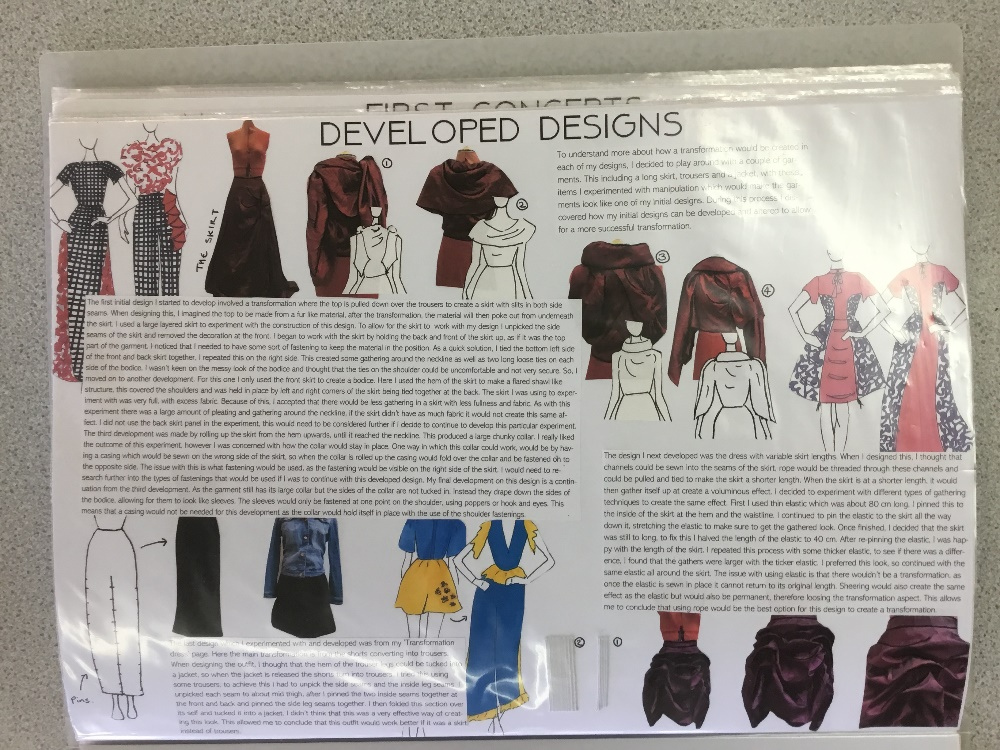 FIRST CONCEPTS
DEVELOPED DESIGNS
To understand more about how a transformation would be created in
each of my designs, I decided to play around with a couple of gar-
ments. This including a long skirt, trousers and a jacket, with these
items I experimented with manipulation which would make the gar-
ments look like one of my initial designs. During this process I
covered how my initial designs can be developed and altered to allow
for a more successful transformation.
THE SKIRT
1
2
3
4
The first initial design I started to develop involved a transformation where the top is pulled down over the trousers to create a skirt with slits in both side
seams. When designing this, I imagined the top to be made from a fur like material, after the transformation, the material will then poke out from underneath
the skirt. I used a large layered skirt to experiment with the construction of this design. To allow for the skirt to work with my design I unpicked the side
seams of the skirt and removed the decoration at the front. I began to work with the skirt by holding the back and front of the skirt up, as if it was the top
part of the garment. I noticed that I needed to have some sort of fastening to keep the material in the position. As a quick solution, I tied the bottom left side
of the front and back skirt together, I repeated this on the right side. This created some gathering around the neckline as well as two long loose ties on each
side of the bodice. I wasn't keen on the messy look of the bodice and thought that the ties on the shoulder could be uncomfortable and not very secure. So, I
moved on to another development. For this one I only used the front skirt to create a bodice. Here I used the hem of the skirt to make a flared shawl like
structure, this covered the shoulders and was held in place by left and right corners of the skirt being tied together at the back. The skirt I was using to exper-
iment with was very full, with excess fabric. Because of this, I accepted that there would be less gathering in a skirt with less fullness and fabric. As with this
experiment there was a large amount of pleating and gathering around the neckline, if the skirt didn't have as much fabric it would not create this same af-
fect. I did not use the back skirt panel in the experiment, this would need to be considered further if I decide to continue to develop this particular experiment.
The third development was made by rolling up the skirt from the hem upwards, until it reached the neckline. This produced a large chunky collar. I really liked
the outcome of this experiment, however I was concerned with how the collar would stay in place. One way in which this collar could work, would be by hav-
ing a casing which would be sewn on the wrong side of the skirt, so when the collar is rolled up the casing would fold over the collar and be fastened oh to
the opposite side. The issue with this is what fastening would be used, as the fastening would be visible on the right side of the skirt. I would need to re-
search further into the types of fastenings that would be used if I was to continue with this developed design. My final development on this design is a contin-
uation from the third development. As the garment still has its large collar but the sides of the collar are not tucked in, instead they drape down the sides of
the bodice, allowing for them to look like sleeves. The sleeves would only be fastened at one point on the shoulder, using poppers or hook and eyes. This
means that a casing would not be needed for this development as the collar would hold itself in place with the use of the shoulder fastenings.
The design I next developed was the dress with variable skirt lengths. When I designed this, I thought that
channels could be sewn into the seams of the skirt, rope would be threaded through these channels and
could be pulled and tied to make the skirt a shorter length. When the skirt is at a shorter length, it would
then gather itself up to create a voluminous effect. I decided to experiment with different types of gathering
techniques to create the same effect. First I used thin elastic which was about 80 cm long. I pinned this to
the inside of the skirt at the hem and the waistline. I continued to pin the elastic to the skirt all the way
down it, stretching the elastic to make sure to get the gathered look. Once finished, I decided that the skirt
was still to long, to fix this I halved the length of the elastic to 40 cm. After re-pinning the elastic, I was hap-
py with the length of the skirt. I repeated this process with some thicker elastic, to see if there was a differ-
ence, I found that the gathers were larger with the ticker elastic. I preferred this look, so continued with the
same elastic all around the skirt. The issue with using elastic is that there wouldn't be a transformation, as
once the elastic is sewn in place it cannot return to its original length. Sheering would also create the same
effect as the elastic but would also be permanent, therefore loosing the transformation aspect. This allows
me to conclude that using rope would be the best option for this design to create a transformation.
Pins.
design I experimented with and developed was from my "Transformation
page. Here the main transformation shorts converting into trousers.
When designing the outfit, I thought that the hem of the trouser legs could be tucked into
a jacket, so when the jacket is released the shorts turn into trousers. I tried this using
some trousers, to achieve this I had to unpick the side seams and the inside leg seams. I
unpicked each seam to about mid thigh, after I pinned the two inside seams together at
the front and back and pinned the side leg seams together. I then folded this section over
its self and tucked it into a jacket. I didn't think that this was a very effective way of creat-
ing this look. This allowed me to conclude that this outfit would work better if it was a skirt
instead of trousers.
2
1